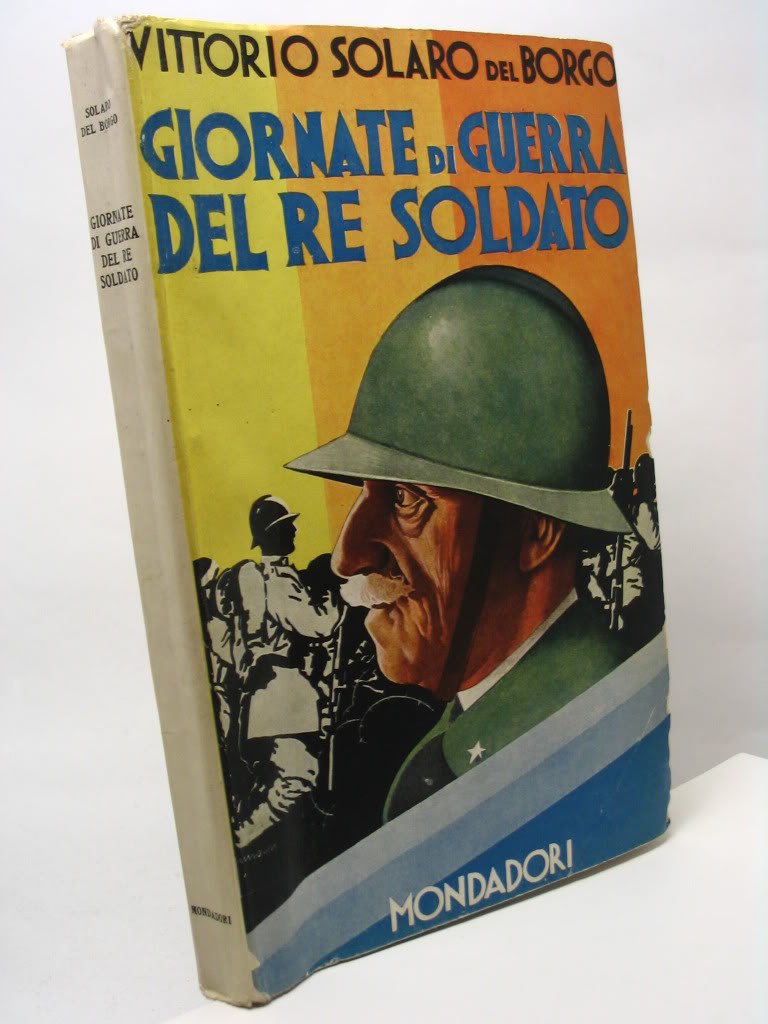 VITTORIO SOLARO DEL BORGO
GIORNATE DI GUERRA
DEL RE SOLDATO
MONDADORI
SOLARO
DEL BORGO
GIORNATE
DI GUERRA
DEL RE
SOLDATO
MONDADORI